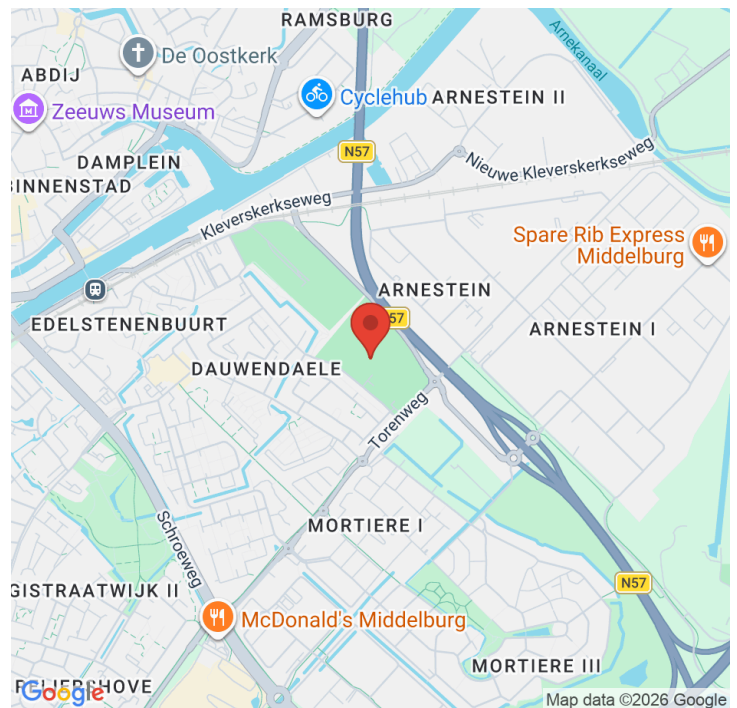 RAMSBURG
De Oostkerk
ABDIJ
Arnekanaal
Cyclehub
ARNESTEIN II
Zeeuws Museum
N57
DAMPLEIN
Nieuwe Kleverskerkseweg
BINNENSTAD
Kleverskerkseweg
Spare Rib Express
Middelburg
ARNESTEIN
57
EDELSTENENBUURT
ARNESTEIN I
DAUWENDAELE
Torenweg
Schroeweg
MORTIERE I
N57
GISTRAATWIJK II
McDonald's Middelburg
MORTIERE III
Google
Map data ©2026 Google